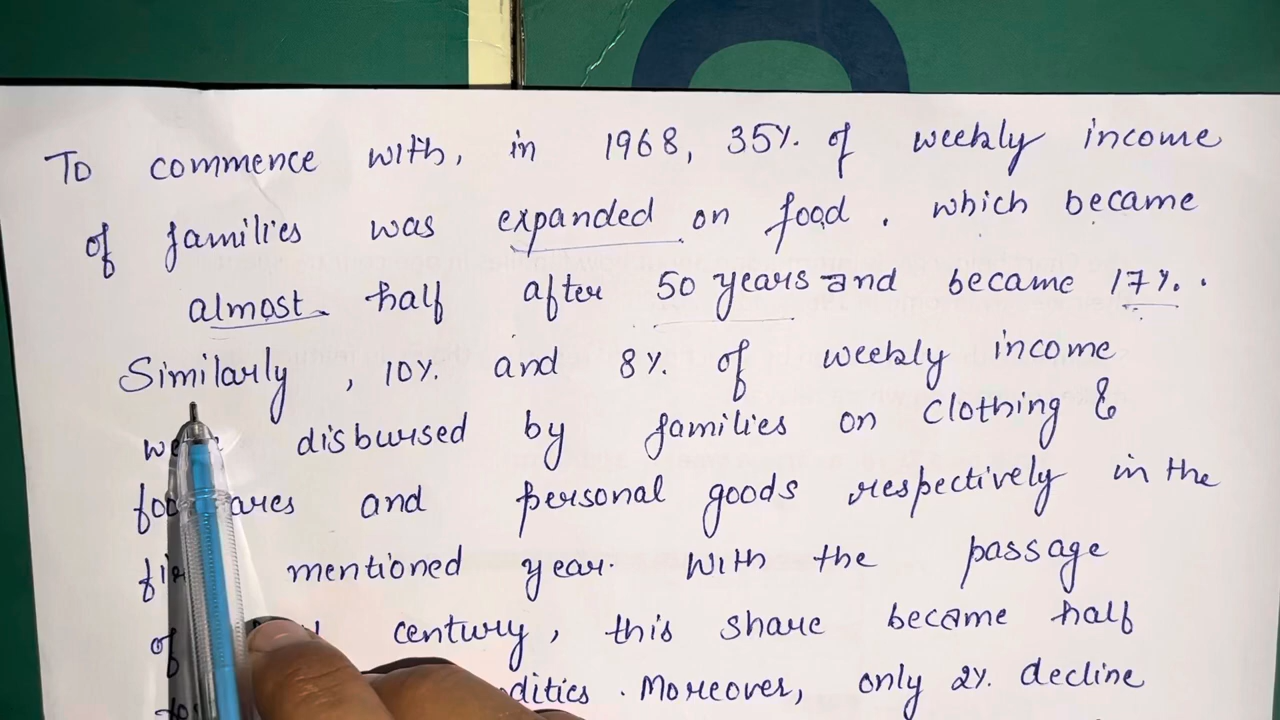 To commence with, in 1968, 35% of weekly income
of families was expanded on food. which became
almost half after 50 years and became 17%.
Similarly, 10% and 8% of weekly income
disbursed by families on clothing &
and personal goods respectively in the
mentioned year. With the passage
of century, this share became half
Moreover, only 2% decline